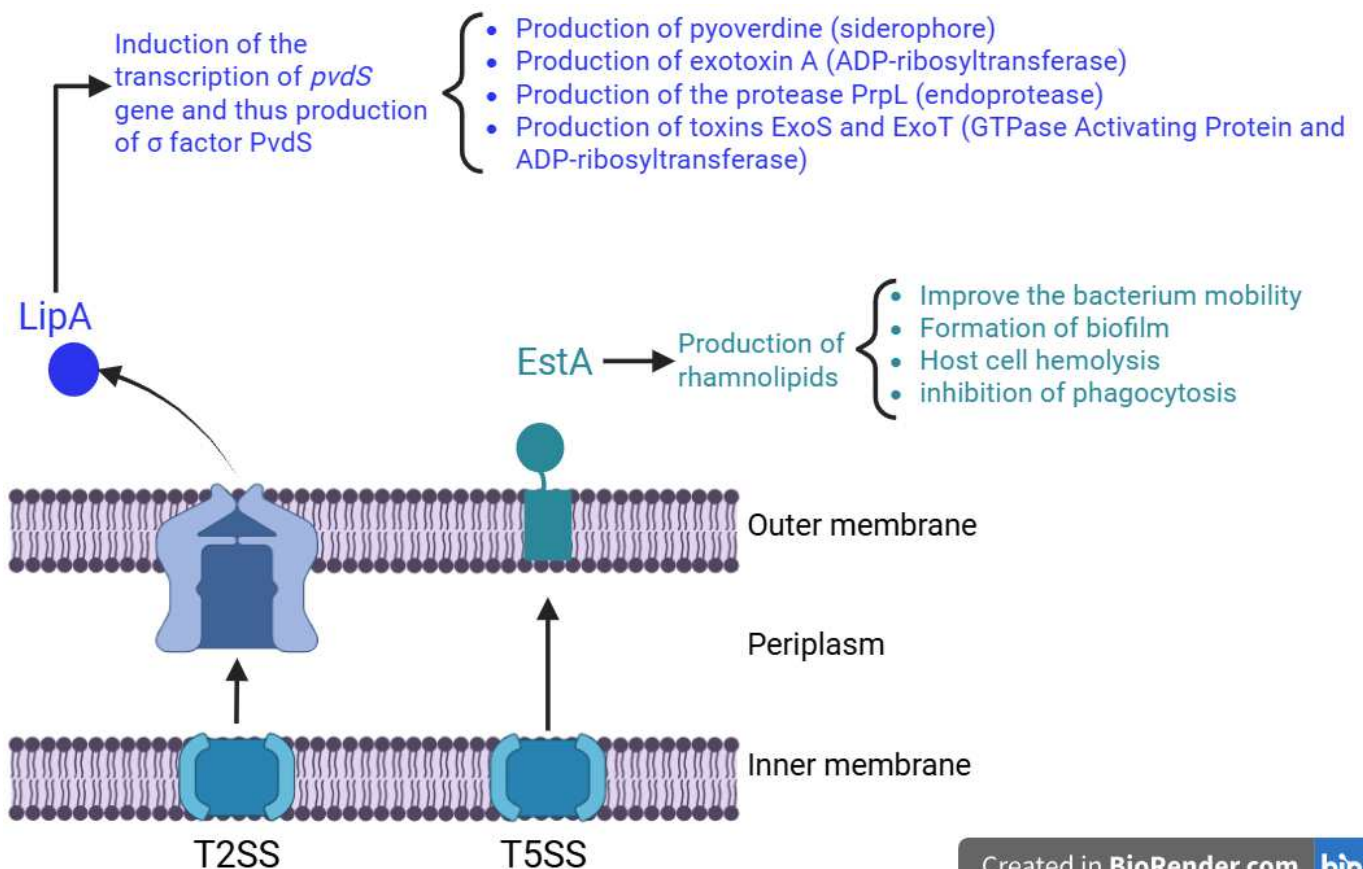 Induction of the
transcription of pvdS
gene and thus production
of σ factor PvdS
• Production of pyoverdine (siderophore)
• Production of exotoxin A (ADP-ribosyltransferase)
• Production of the protease PrpL (endoprotease)
• Production of toxins ExoS and ExoT (GTPase Activating Protein and
ADP-ribosyltransferase)
LipA
EstA
Production of
rhamnolipids
• Improve the bacterium mobility
• Formation of biofilm
• Host cell hemolysis
• inhibition of phagocytosis
Outer membrane
Periplasm
Inner membrane
T2SS
T5SS
Created in BioRender.com